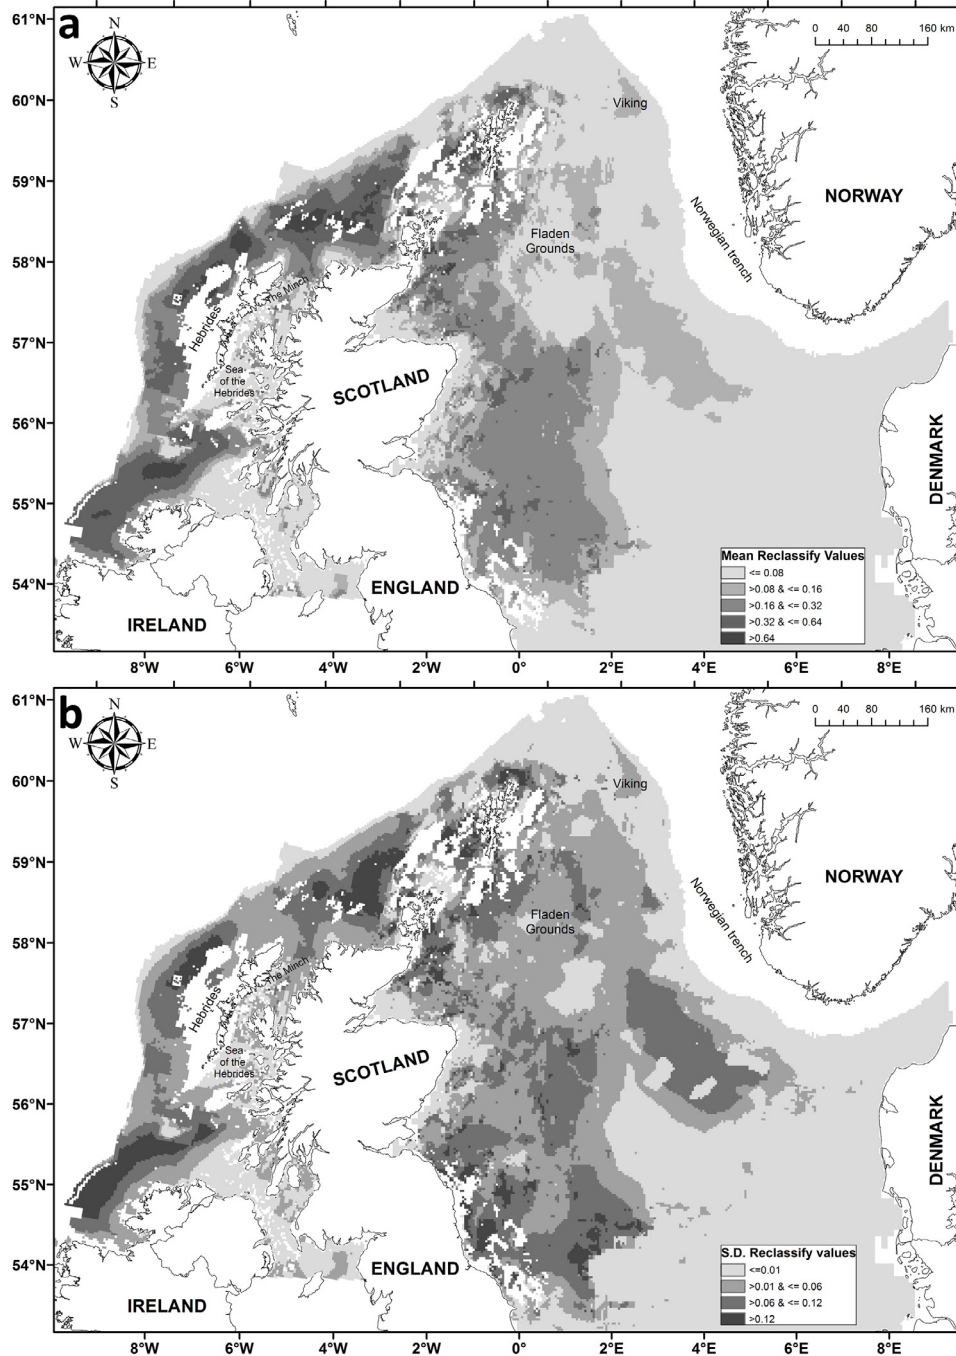 a
N
W E
S
0 40 80 160 km
61°N
60°N
59°N
58°N
57°N
56°N
55°N
54°N
Viking
NORWAY
Norwegian trench
Fladen
Grounds
The Minch
Hebrides
Sea
of the
Hebrides
SCOTLAND
DENMARK
ENGLAND
IRELAND
Mean Reclassify Values
<= 0.08
>0.08 & <= 0.16
>0.16 & <= 0.32
>0.32 & <= 0.64
>0.64
8°W 6°W 4°W 2°W 0° 2°E 4°E 6°E 8°E
b
N
W E
S
0 40 80 160 km
61°N
60°N
59°N
58°N
57°N
56°N
55°N
54°N
Viking
NORWAY
Norwegian trench
Fladen
Grounds
The Minch
Hebrides
Sea
of the
Hebrides
SCOTLAND
DENMARK
ENGLAND
IRELAND
S.D. Reclassify values
<=0.01
>0.01 & <= 0.06
>0.06 & <= 0.12
>0.12
8°W 6°W 4°W 2°W 0° 2°E 4°E 6°E 8°E